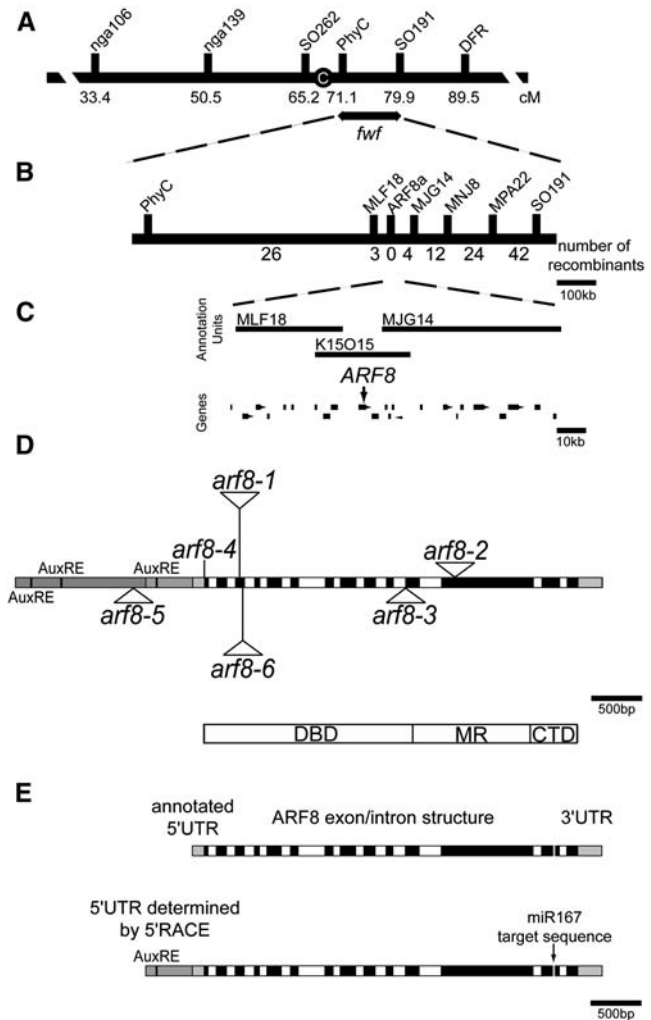 A
nga106 nga139 SO262 PhyC SO191 DFR
C
33.4 50.5 65.2 71.1 79.9 89.5 cM
fwf
B
PhyC MLF18 ARF8a MJG14 MNJ8 MPA22 SO191
26 3 0 4 12 24 42
number of
recombinants
100kb
C
Annotation
Units
MLF18 MJG14
K15O15
ARF8
Genes
10kb
D
arf8-1
arf8-4 arf8-2
AuxRE AuxRE
AuxRE
arf8-5 arf8-3
arf8-6
500bp
DBD MR CTD
E
annotated
5'UTR
ARF8 exon/intron structure 3'UTR
5'UTR determined
by 5'RACE
miR167
target sequence
AuxRE
500bp